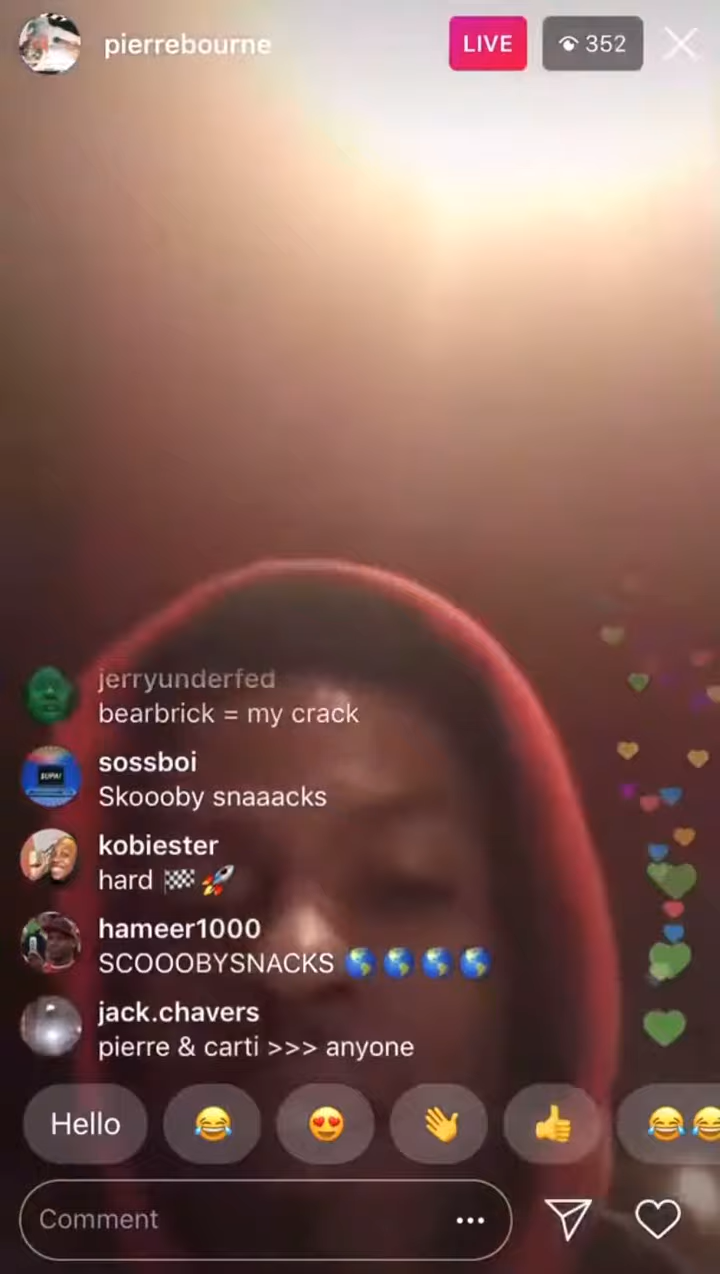 pierrebourne
LIVE
352
jerryunderfed
bearbrick = my crack
sossboi
Skoooby snaaacks
kobiester
hard 🏁 🚀
hameer1000
SCOOOBYSNACKS 🌎 🌎 🌎 🌎
jack.chavers
pierre & carti >>> anyone
Hello 😂 😍 👋 👍 😂😂
Comment